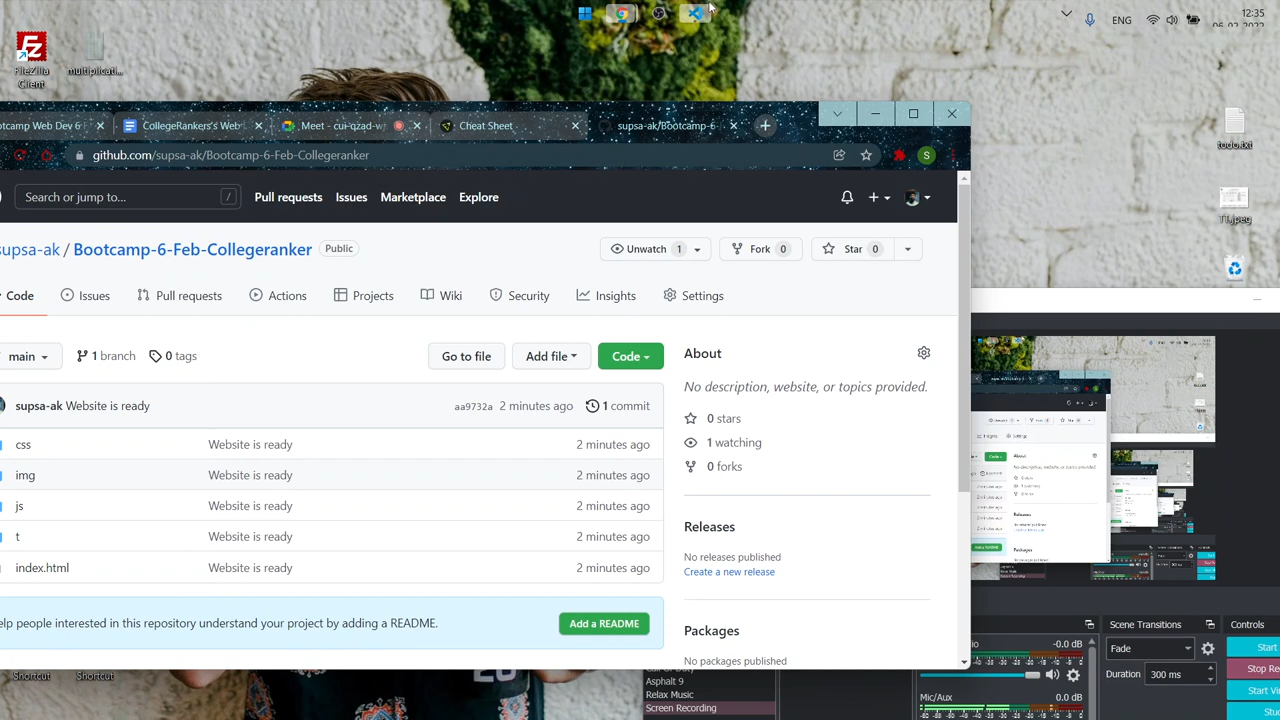 12:35
ENG
06-02-2022
FileZilla
Client
multiplicati...
todo.txt
TT.jpeg
tcamp Web Dev 6
CollegeRankers's Web
Meet - cui-qzad-w
Cheat Sheet
supsa-ak/Bootcamp-6-
github.com/supsa-ak/Bootcamp-6-Feb-Collegeranker
S
Search or jump to...
/
Pull requests
Issues
Marketplace
Explore
supsa-ak / Bootcamp-6-Feb-Collegeranker
Public
Unwatch 1
Fork 0
Star 0
Code
Issues
Pull requests
Actions
Projects
Wiki
Security
Insights
Settings
main
1 branch
0 tags
Go to file
Add file
Code
About
No description, website, or topics provided.
supsa-ak Website is ready
aa9732a 2 minutes ago
1 commit
0 stars
css Website is ready 2 minutes ago
1 watching
img Website is ready 2 minutes ago
0 forks
js Website is ready 2 minutes ago
t Website is ready 2 minutes ago
Releases
index.html Website is ready 2 minutes ago
No releases published
Create a new release
elp people interested in this repository understand your project by adding a README.
Add a README
Packages
No packages published
Shortcut
Shortcut
Asphalt 9
Relax Music
Screen Recording
io
-0.0 dB
Mic/Aux
0.0 dB
Scene Transitions
Fade
Duration
300 ms
Controls
Start
Stop Re
Start Vi